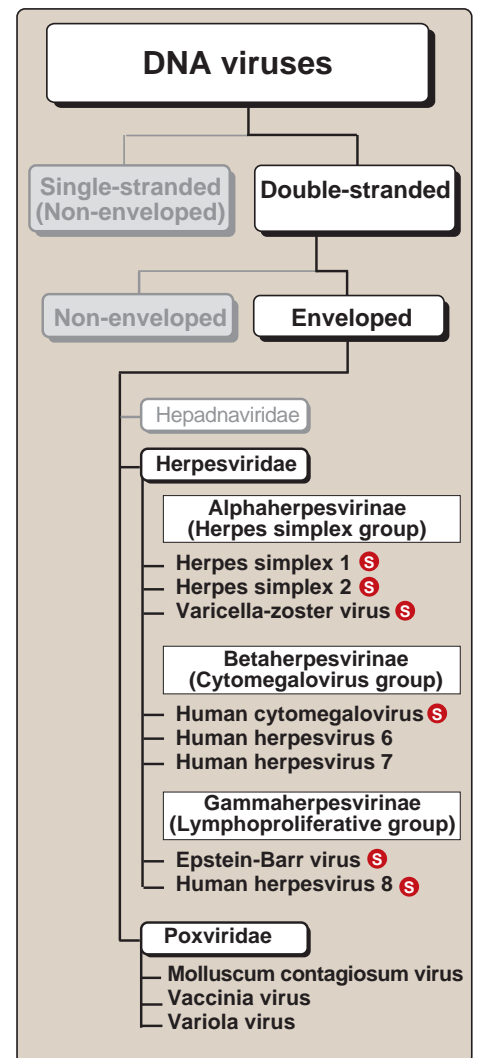 DNA viruses
Single-stranded
(Non-enveloped)
Double-stranded
Non-enveloped
Enveloped
Hepadnaviridae
Herpesviridae
Alphaherpesvirinae
(Herpes simplex group)
Herpes simplex 1 S
Herpes simplex 2 S
Varicella-zoster virus S
Betaherpesvirinae
(Cytomegalovirus group)
Human cytomegalovirus S
Human herpesvirus 6
Human herpesvirus 7
Gammaherpesvirinae
(Lymphoproliferative group)
Epstein-Barr virus S
Human herpesvirus 8 S
Poxviridae
Molluscum contagiosum virus
Vaccinia virus
Variola virus